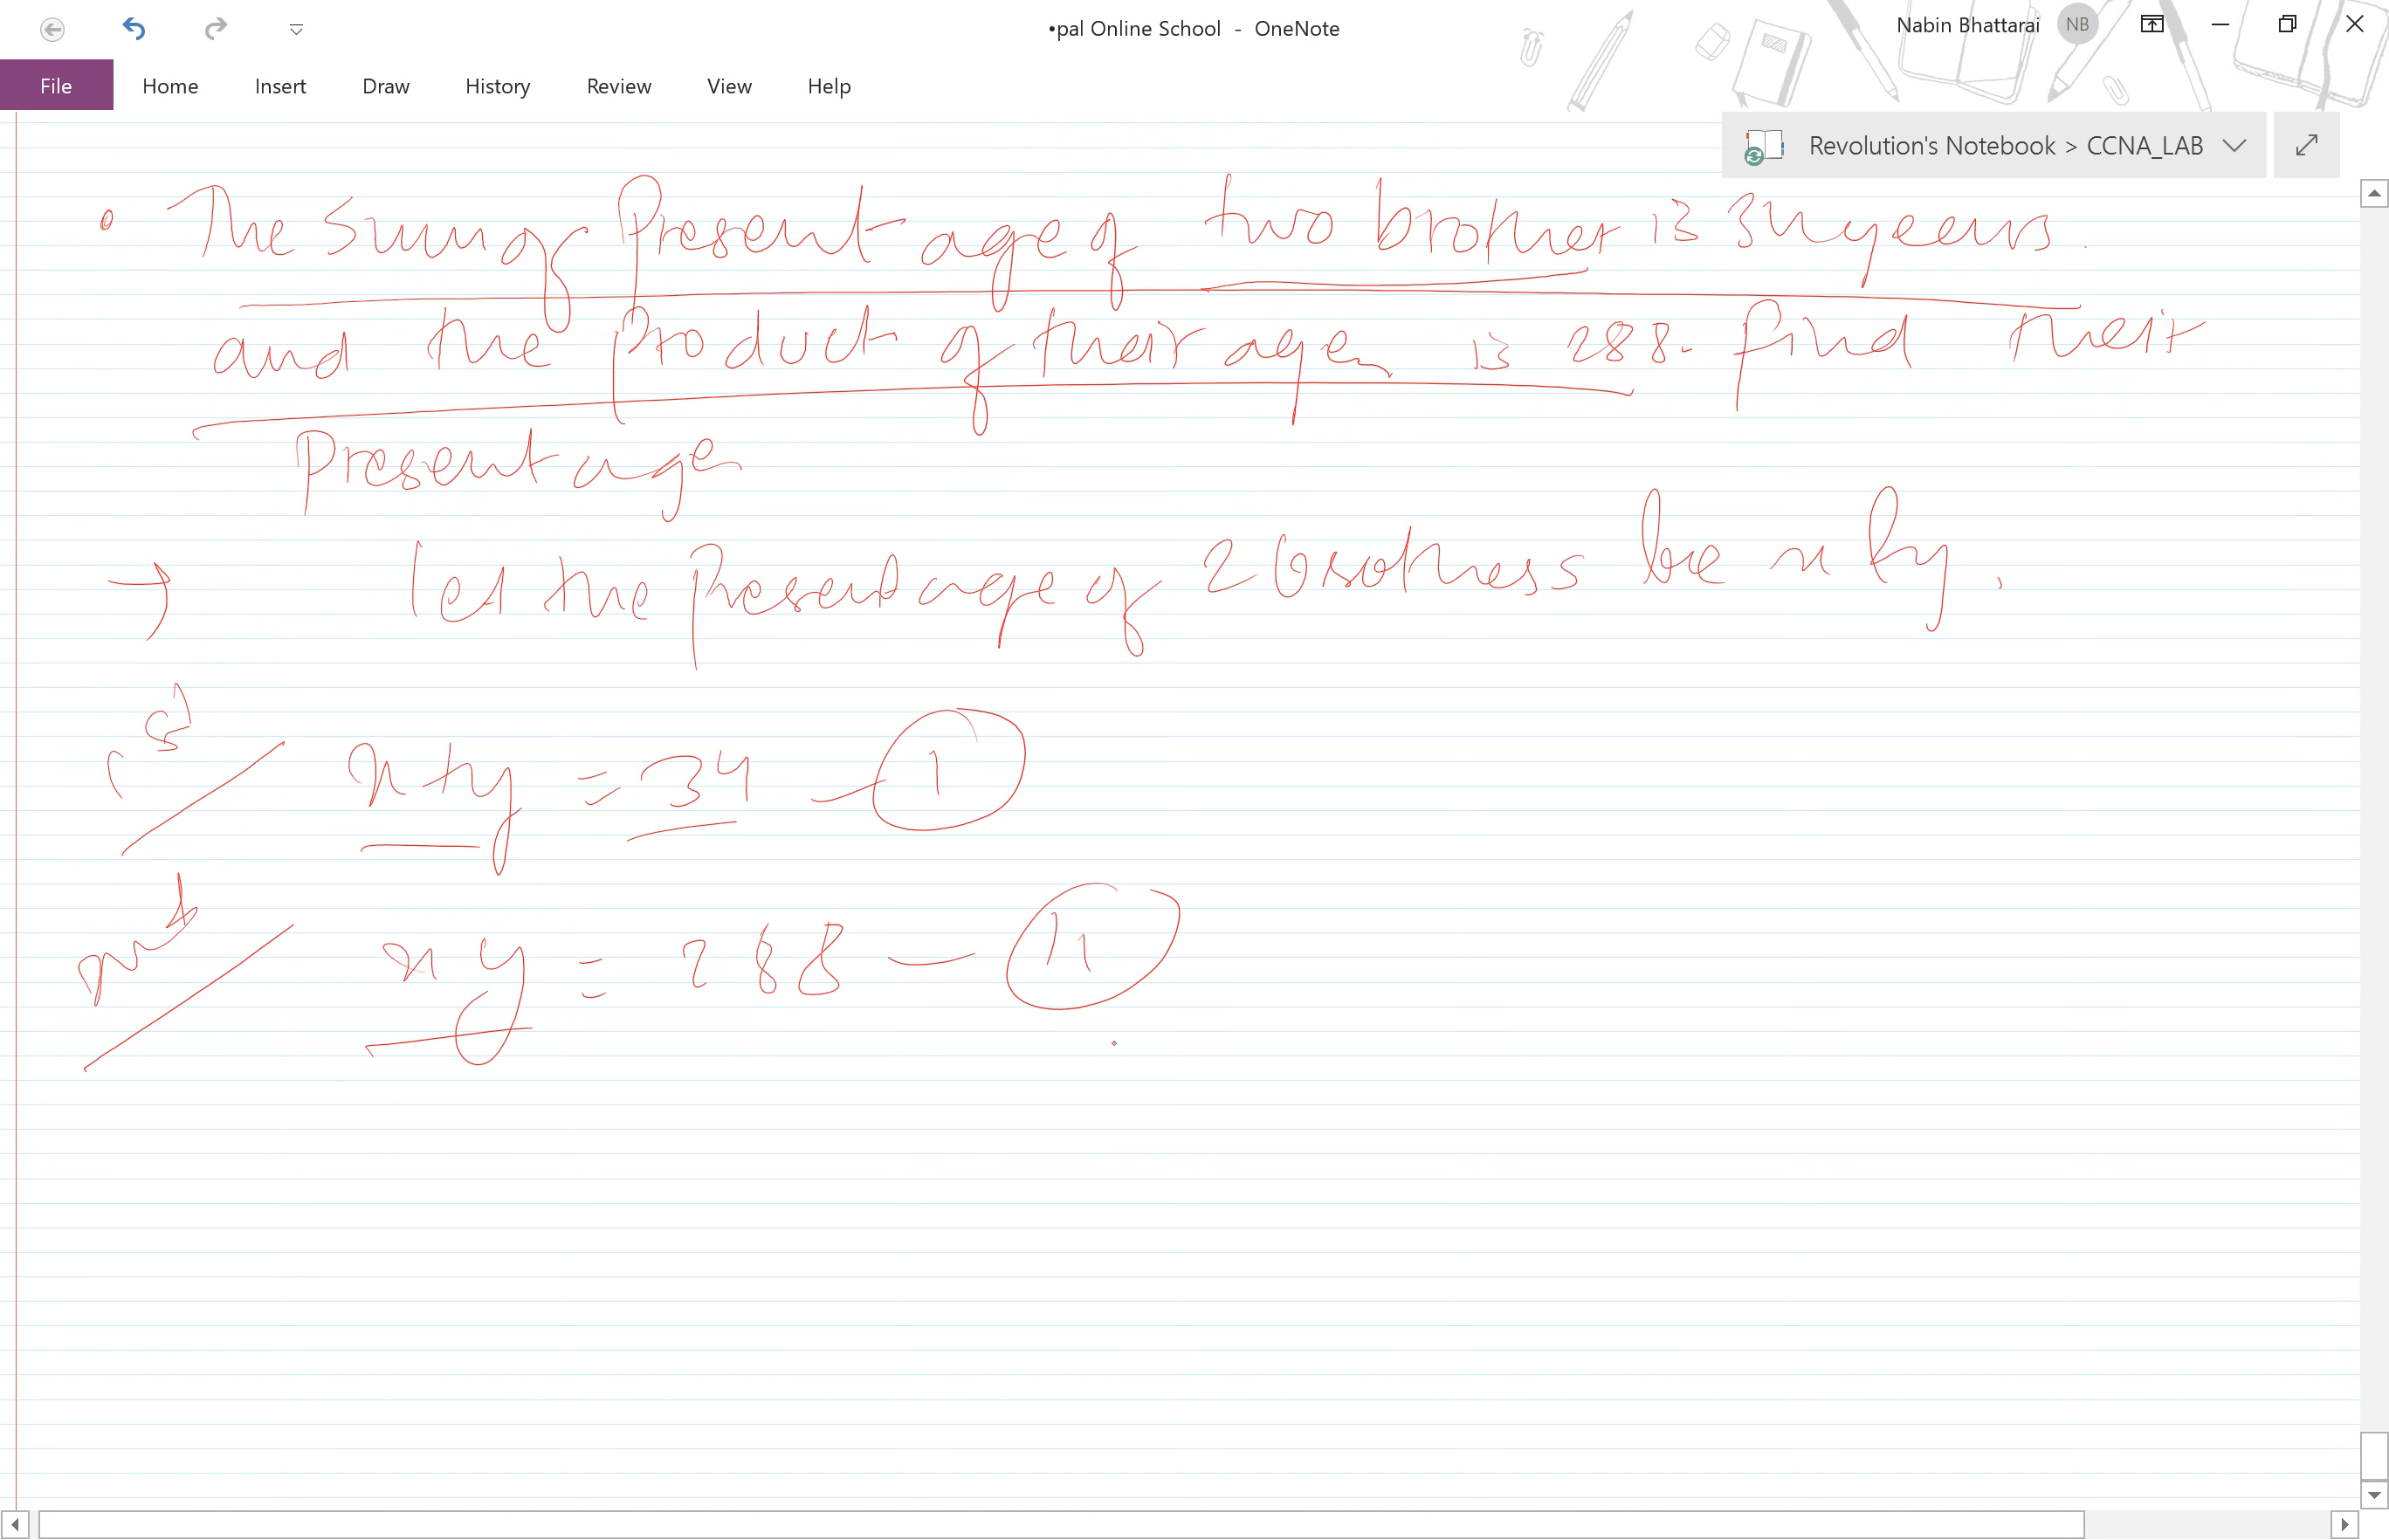 •pal Online School - OneNote
Nabin Bhattarai NB
File Home Insert Draw History Review View Help
Revolution's Notebook > CCNA_LAB
The sum of Present age of two brother is 34 years.
and the product of their age is 288. Find their
present age
→ let the present age of 2 brothers be x & y.
x+y = 34 — I
xy = 288 — II